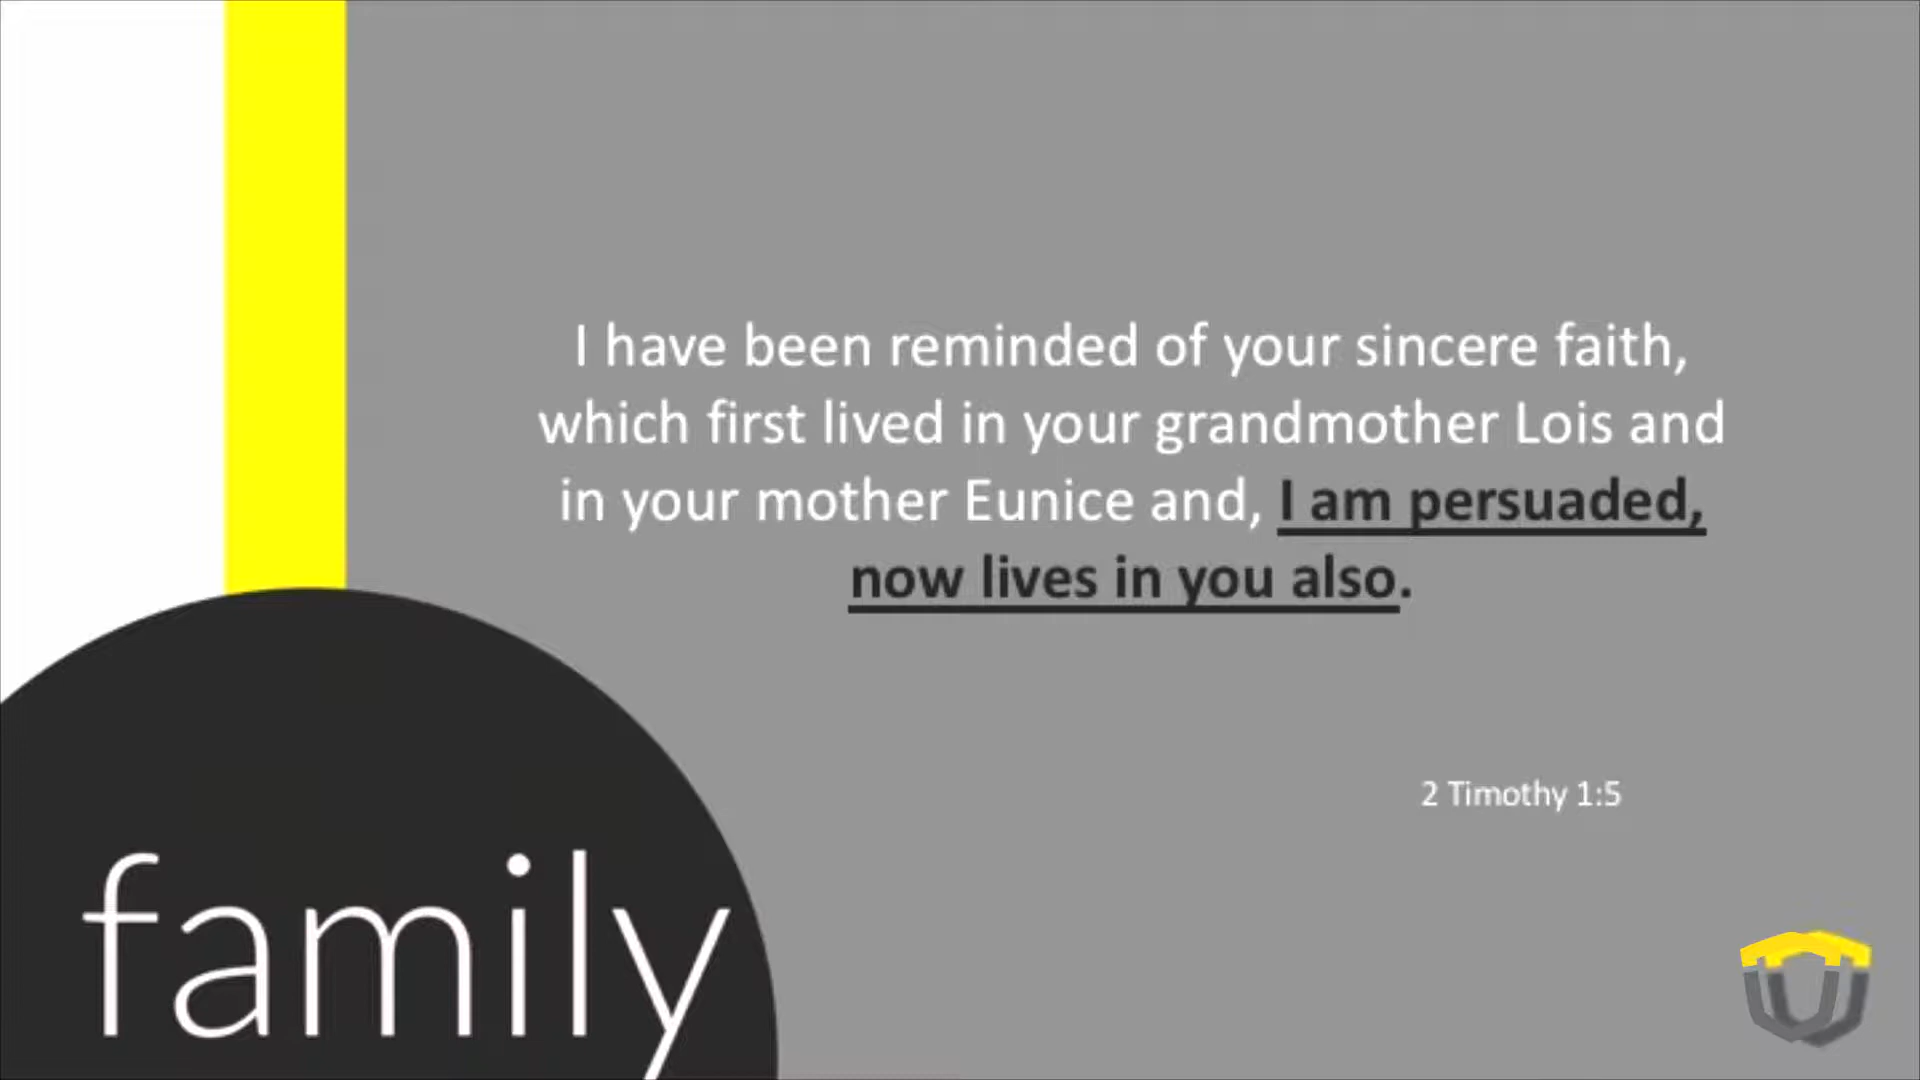 I have been reminded of your sincere faith,
which first lived in your grandmother Lois and
in your mother Eunice and, I am persuaded,
now lives in you also.
2 Timothy 1:5
family